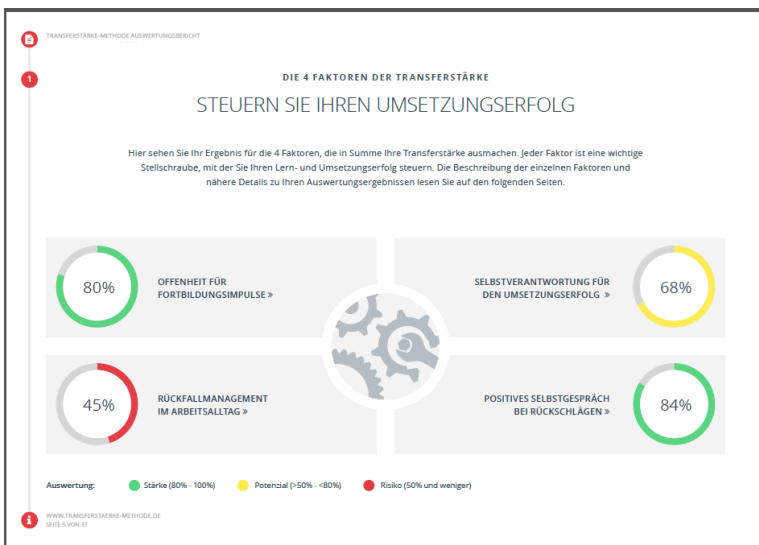 TRANSFERSTÄRKE-METHODE AUSWERTUNGSBERICHT
1
DIE 4 FAKTOREN DER TRANSFERSTÄRKE
STEUERN SIE IHREN UMSETZUNGSERFOLG
Hier sehen Sie Ihr Ergebnis für die 4 Faktoren, die in Summe Ihre Transferstärke ausmachen. Jeder Faktor ist eine wichtige
Stellschraube, mit der Sie Ihren Lern- und Umsetzungserfolg steuern. Die Beschreibung der einzelnen Faktoren und
nähere Details zu Ihren Auswertungsergebnissen lesen Sie auf den folgenden Seiten.
80%
OFFENHEIT FÜR
FORTBILDUNGSIMPULSE »
SELBSTVERANTWORTUNG FÜR
DEN UMSETZUNGSERFOLG »
68%
45%
RÜCKFALLMANAGEMENT
IM ARBEITSALLTAG »
POSITIVES SELBSTGESPRÄCH
BEI RÜCKSCHLÄGEN »
84%
Auswertung: Stärke (80% - 100%) Potenzial (>50% - <80%) Risiko (50% und weniger)
WWW.TRANSFERSTAERKE-METHODE.DE
SEITE 5 VON 37